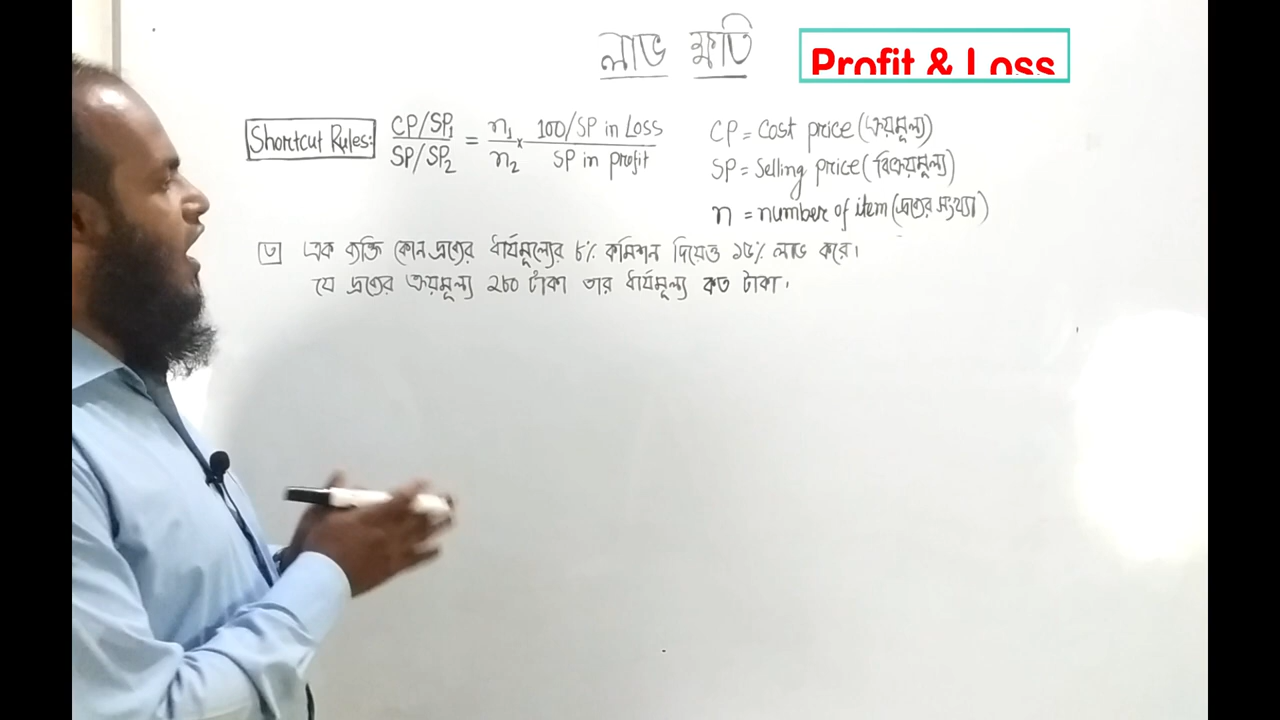 লাভ ক্ষতি
Profit & Loss
Shortcut Rules: CP/SP₁ / SP/SP₂ = n₁/n₂ × 100/SP in Loss / SP in profit
CP = Cost price (ক্রয়মূল্য)
SP = Selling price (বিক্রয়মূল্য)
n = number of item (দ্রব্যের সংখ্যা)
৩ এক ব্যক্তি কোন দ্রব্যের ধার্যমূল্যের ৮% কমিশন দিয়েও ১৫% লাভ করে।
যে দ্রব্যের ক্রয়মূল্য ২৮০ টাকা তার ধার্যমূল্য কত টাকা।